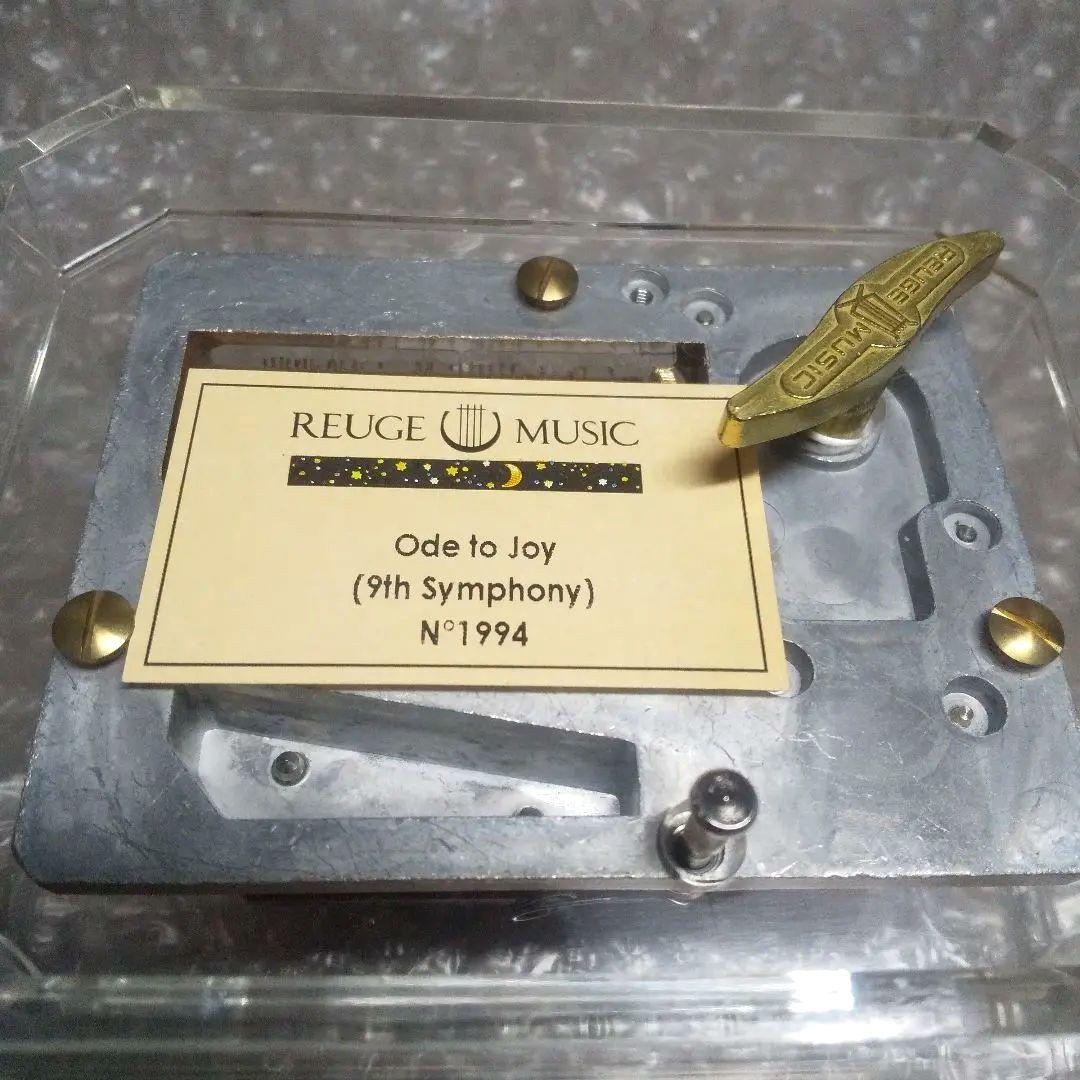 REUGE MUSIC
Ode to Joy
(9th Symphony)
N°1994
REUGE
MUSIC